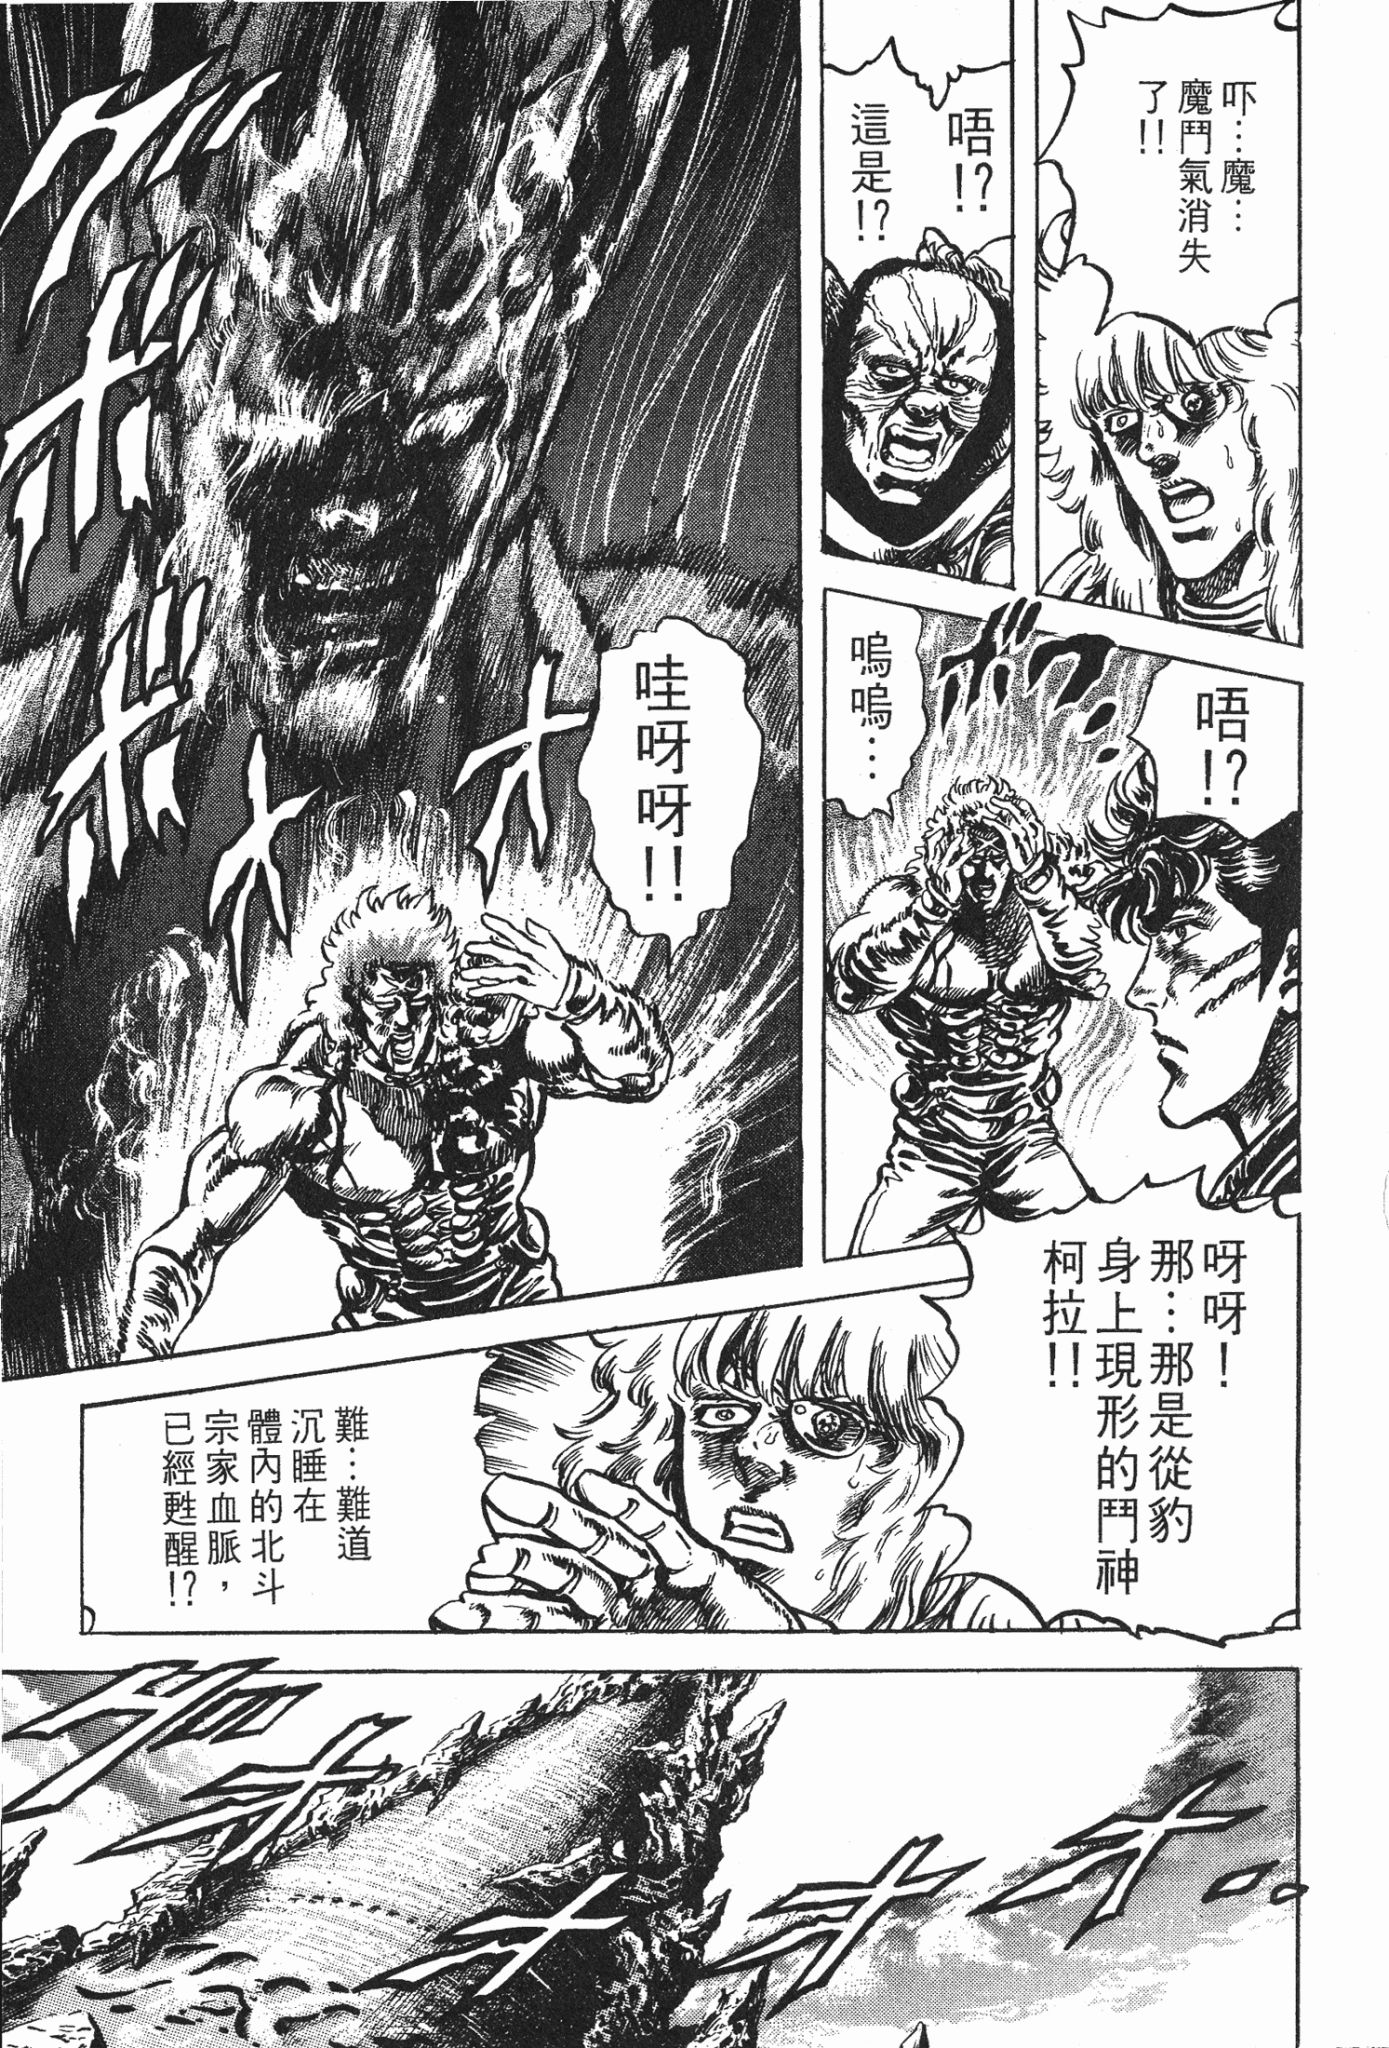 吓…魔…
魔鬥氣消失
了!!
唔!?
這是!?
唔!?
嗚嗚…
哇呀呀!!
呀呀！
那…那是從豹
身上現形的鬥神
柯拉!!
難…難道
沉睡在
體內的北斗
宗家血脈，
已經甦醒!?